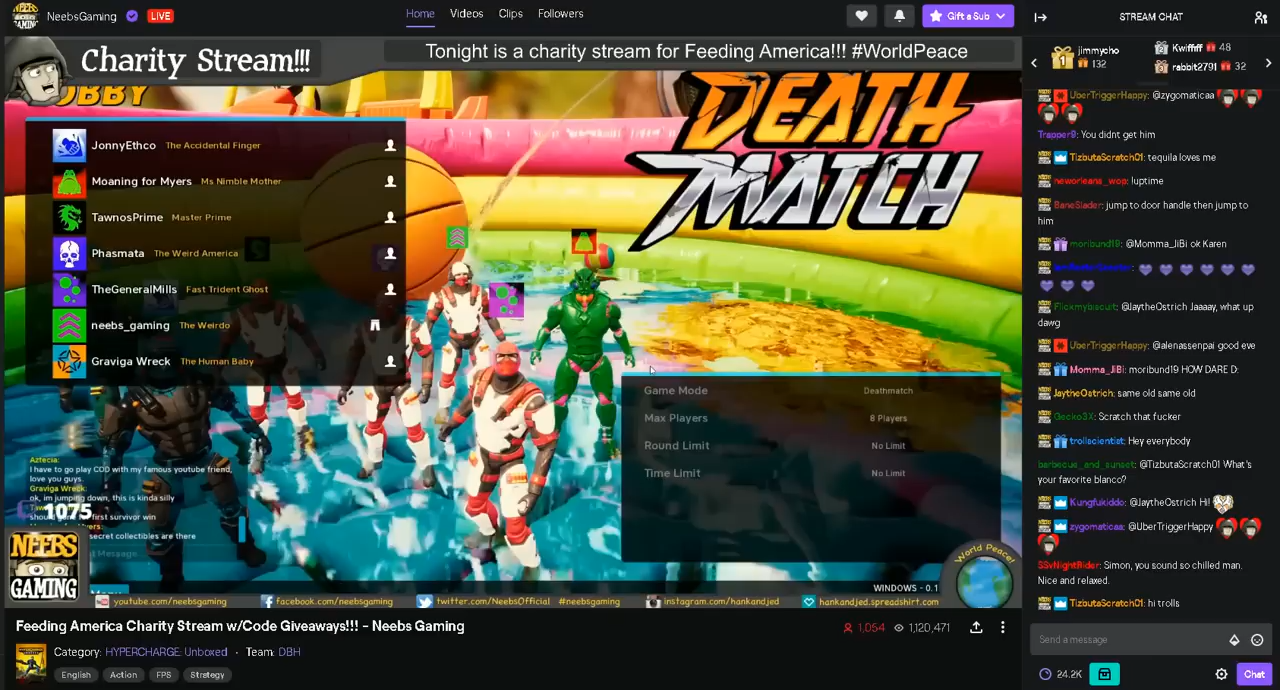 NEEBS GAMING
NeebsGaming
LIVE
Home
Videos
Clips
Followers
Gift a Sub
STREAM CHAT
Charity Stream!!!
Tonight is a charity stream for Feeding America!!! #WorldPeace
OBBY
DEATH
MATCH
JonnyEthco The Accidental Finger
Moaning for Myers Ms Nimble Mother
TawnosPrime Master Prime
Phasmata The Weird America
TheGeneralMills Fast Trident Ghost
neebs_gaming The Weirdo
Graviga Wreck The Human Baby
Game Mode Deathmatch
Max Players 8 Players
Round Limit No Limit
Time Limit No Limit
Aztecia:
I have to go play CDD with my famous youtube friend,
love you guys.
Graviga Wreck:
ok, im jumping down, this is kinda silly
1075
first survivor win
secret collectibles are there
NEEBS
GAMING
World Peace!
WINDOWS - 0.1
youtube.com/neebsgaming
facebook.com/neebsgaming
twitter.com/NeebsOfficial #neebsgaming
instagram.com/hankandjed
hankandjed.spreadshirt.com
Feeding America Charity Stream w/Code Giveaways!!! - Neebs Gaming
1,054
1,120,471
Category: HYPERCHARGE: Unboxed · Team: DBH
English
Action
FPS
Strategy
1
jimmycho
132
2 Kwiffiff 48
3 rabbit2791 32
UberTriggerHappy: @zygomaticaa
Trapper9: You didnt get him
TizbutaScratch01: tequila loves me
neworleans_wop: !uptime
BaneSlader: jump to door handle then jump to
him
moribund19: @Momma_JiBi ok Karen
Flickmybiscuit: @JaytheOstrich Jaaaay, what up
dawg
UberTriggerHappy: @alenassenpai good eve
Momma_JiBi: moribund19 HOW DARE D:
JaytheOstrich: same old same old
Gecko3X: Scratch that fucker
trollscientist: Hey everybody
barbecue_and_sunset: @TizbutaScratch01 What's
your favorite blanco?
Kungfukiddo: @JaytheOstrich Hi!
zygomaticaa: @UberTriggerHappy
SSvNightRider: Simon, you sound so chilled man.
Nice and relaxed.
TizbutaScratch01: hi trolls
Send a message
24.2K
Chat